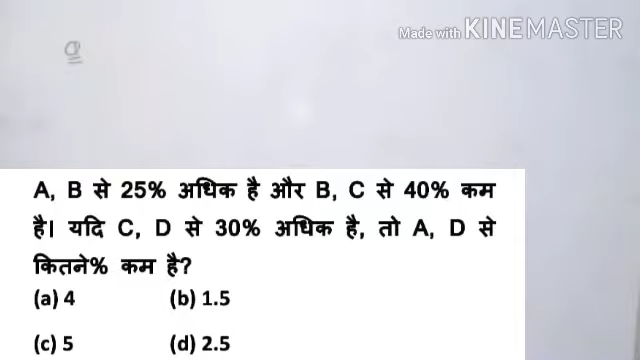 Made with KINEMASTER
Q
A, B से 25% अधिक है और B, C से 40% कम
है। यदि C, D से 30% अधिक है, तो A, D से
कितने% कम है?
(a) 4 (b) 1.5
(c) 5 (d) 2.5